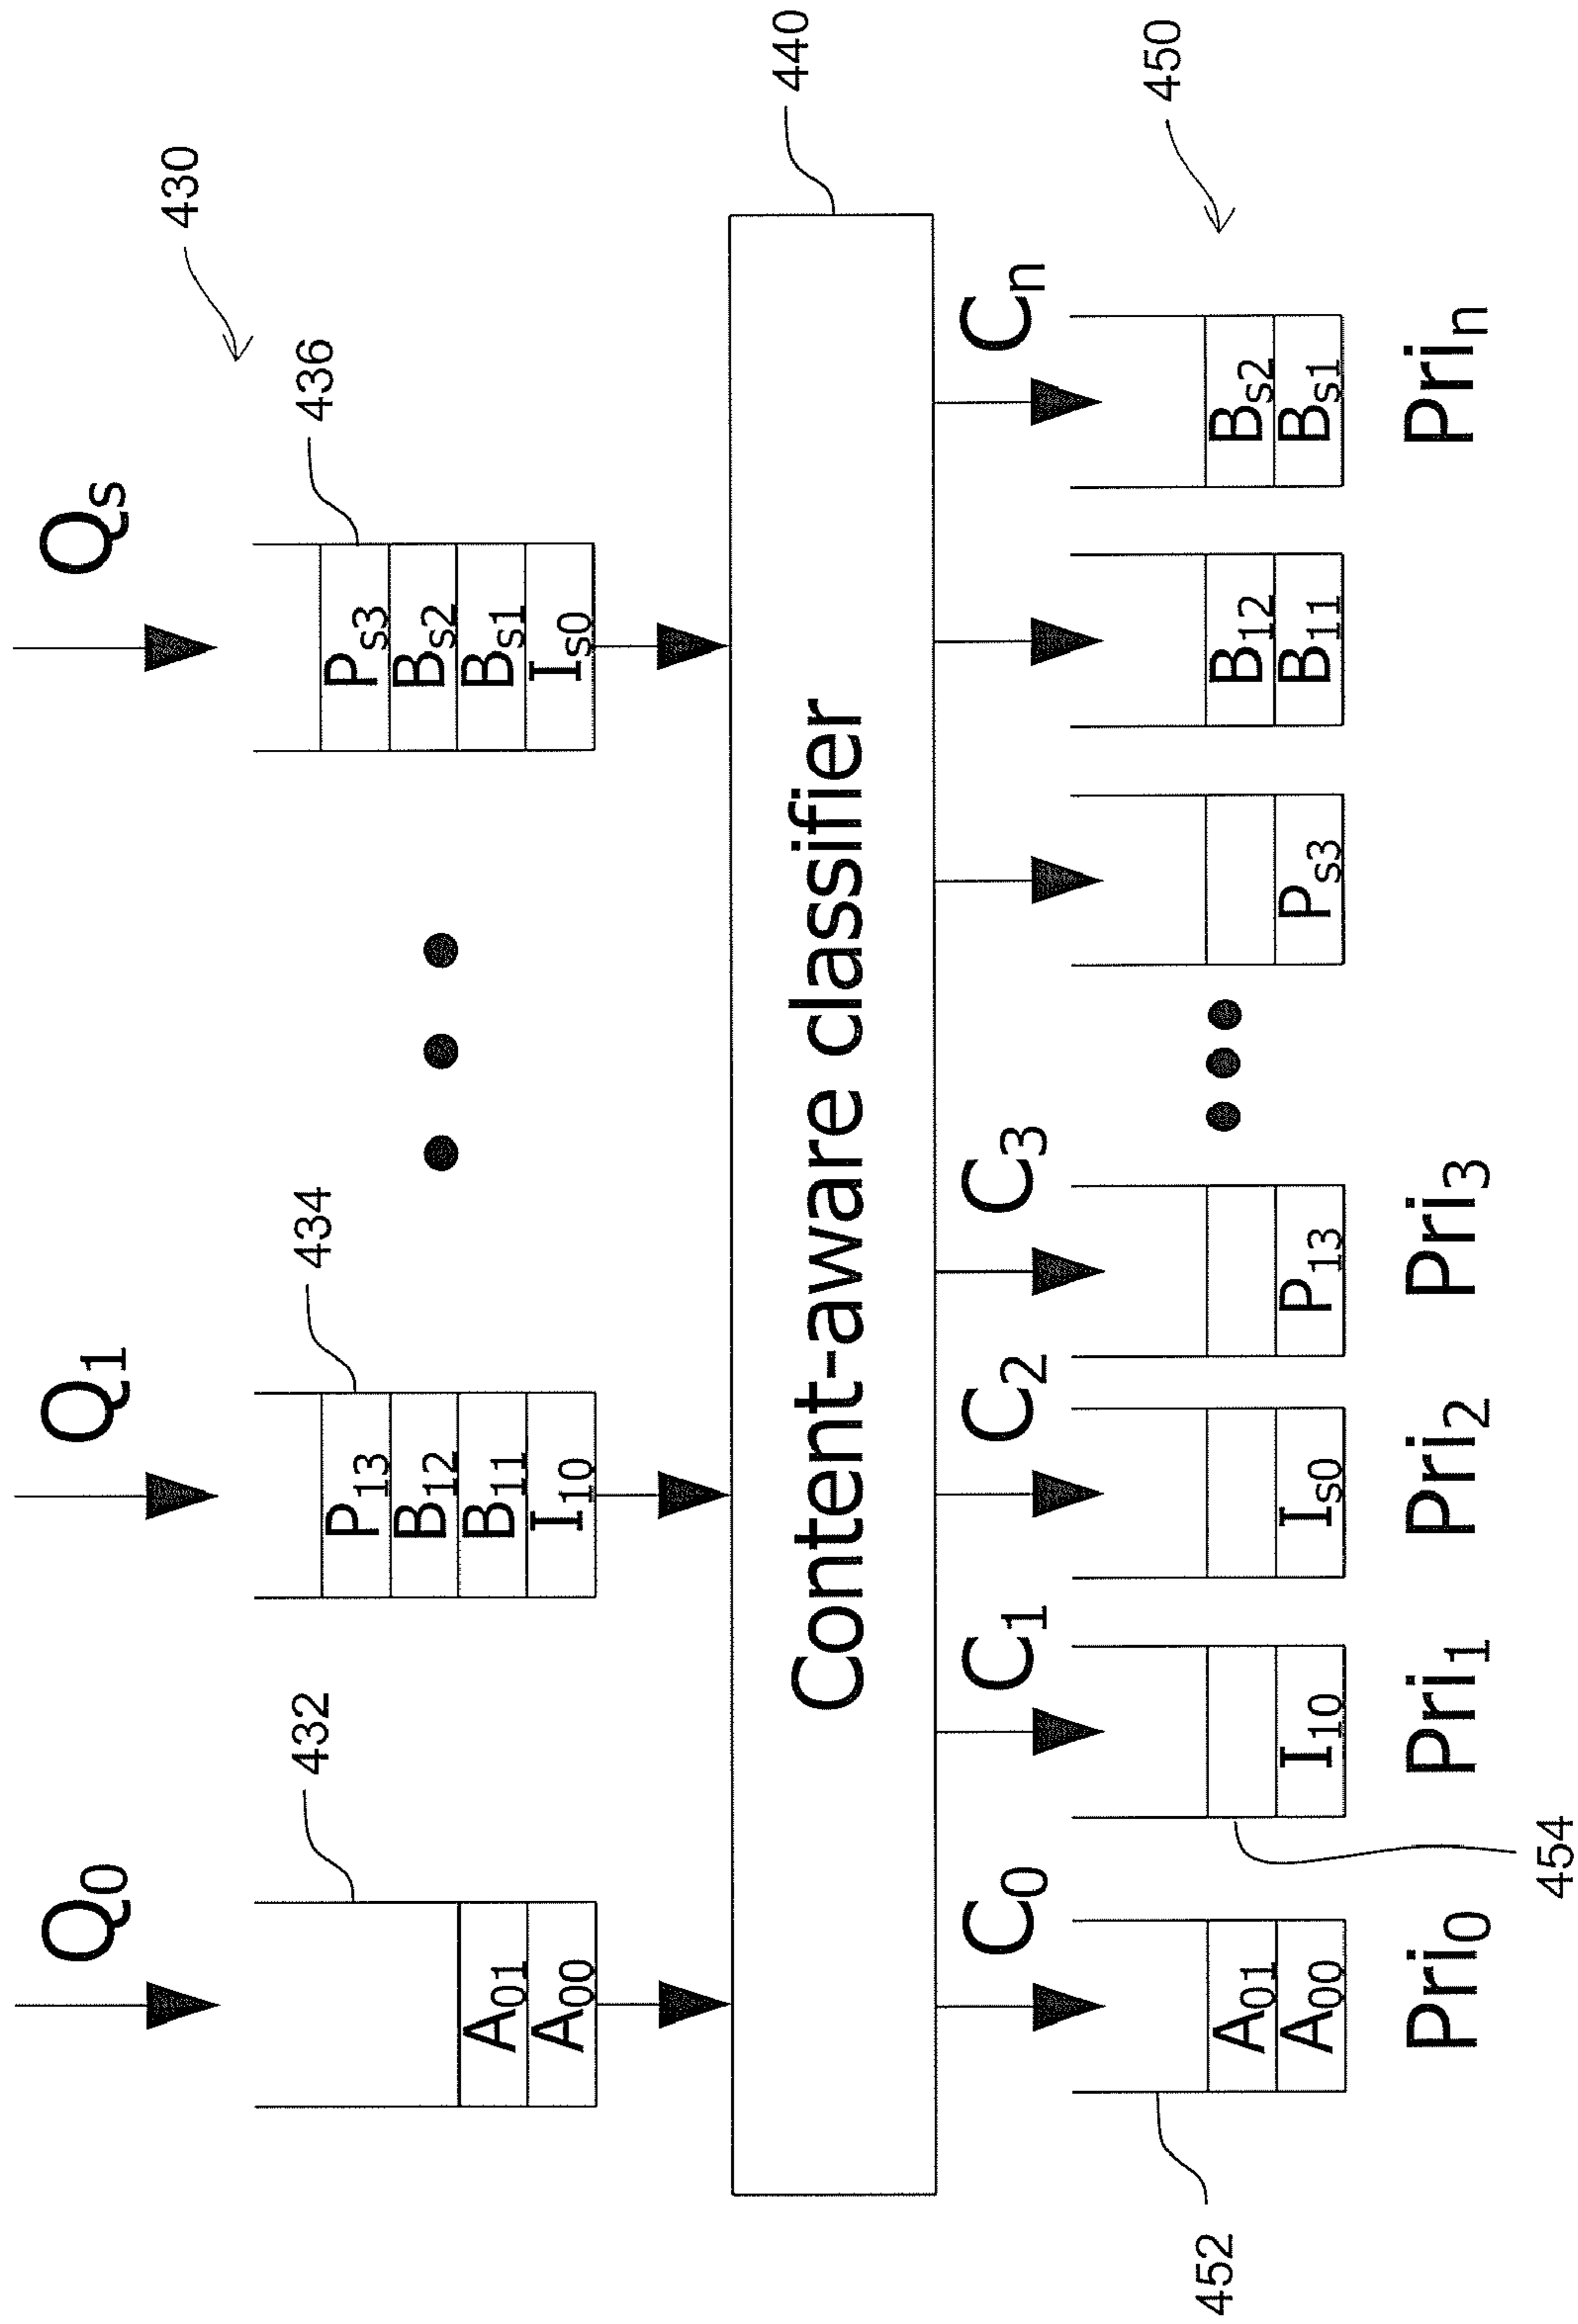 Q0 Q1 Qs
430
432 434 436
P13 Ps3
B12 Bs2
A01 B11 Bs1
A00 I10 Is0
440
Content-aware classifier
C0 C1 C2 C3 Cn
450
A01 B12 Bs2
A00 I10 Is0 P13 Ps3 B11 Bs1
452 454
Pri0 Pri1 Pri2 Pri3 Prin